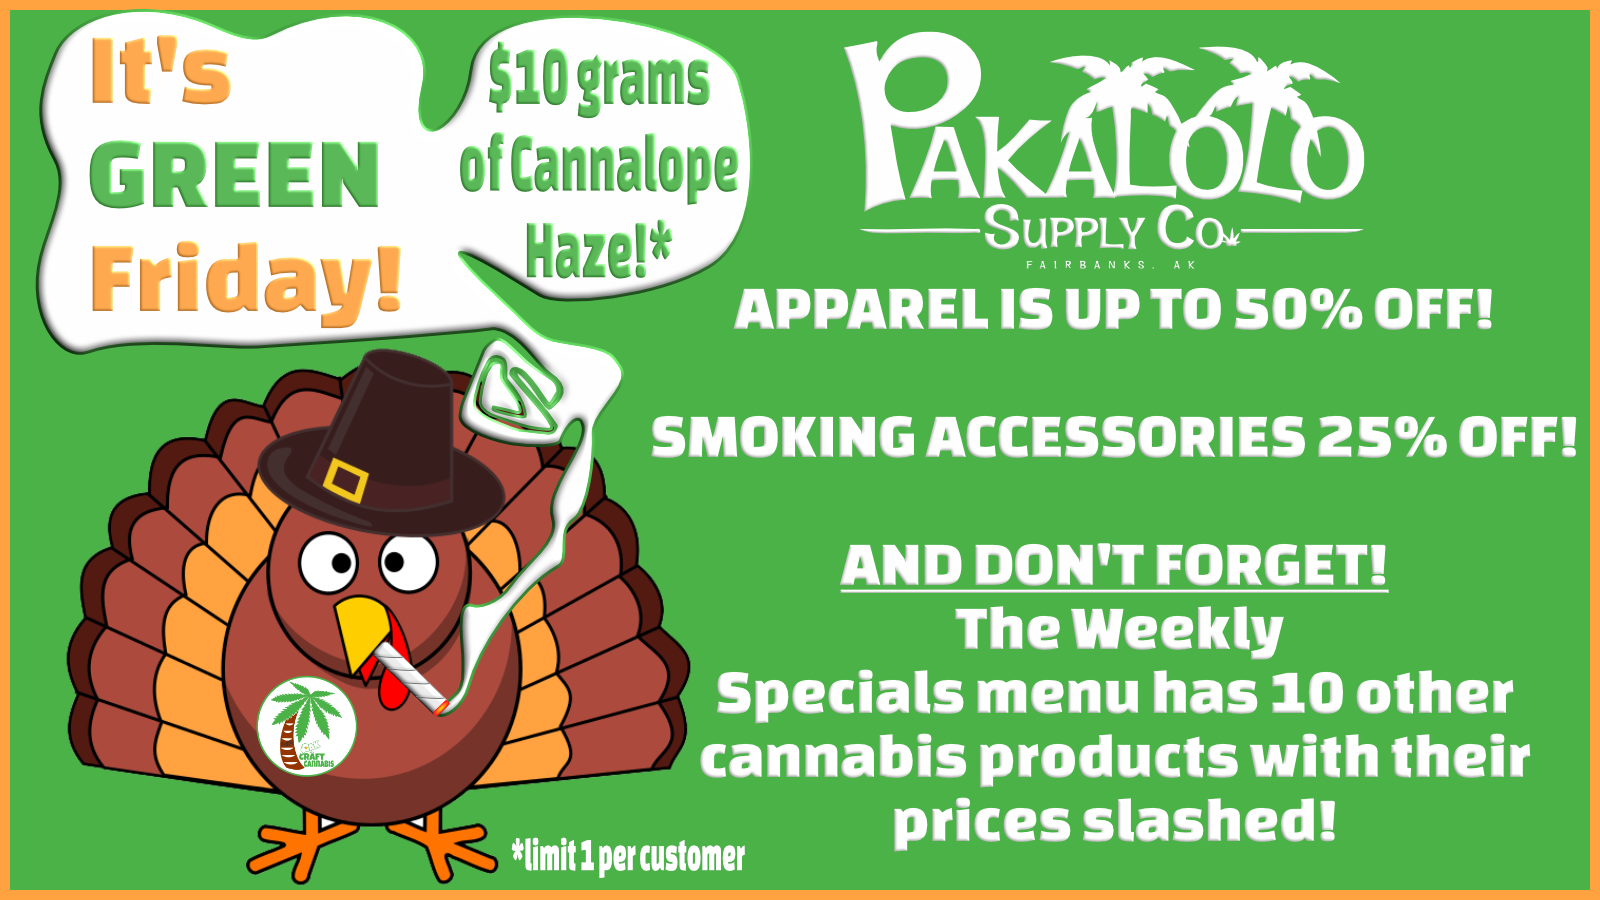 It's
GREEN
Friday!
$10 grams
of Cannalope
Haze!*
PAKALOLO
SUPPLY CO.
FAIRBANKS, AK
APPAREL IS UP TO 50% OFF!
SMOKING ACCESSORIES 25% OFF!
AND DON'T FORGET!
The Weekly
Specials menu has 10 other
cannabis products with their
prices slashed!
CRAFT
CANNABIS
*limit 1 per customer